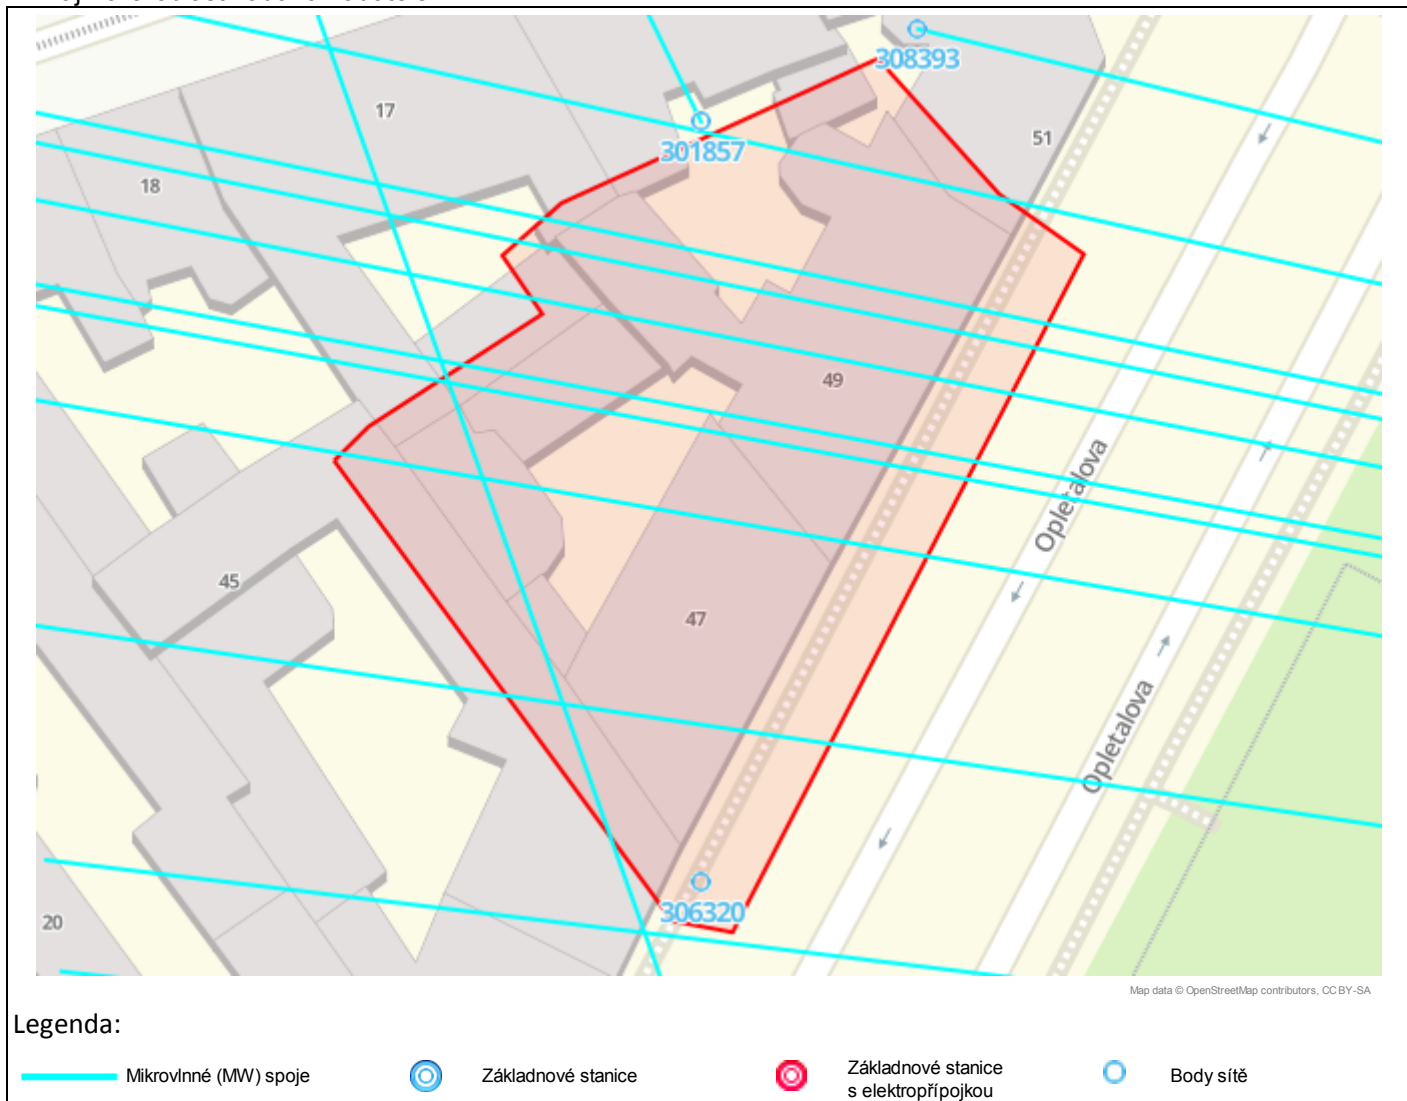 308393
17
301857
51
18
49
Opletalova
45
47
Opletalova
306320
20
Map data © OpenStreetMap contributors, CC BY-SA
Legenda:
Mikrovlnné (MW) spoje
Základnové stanice
Základnové stanice
s elektropřípojkou
Body sítě